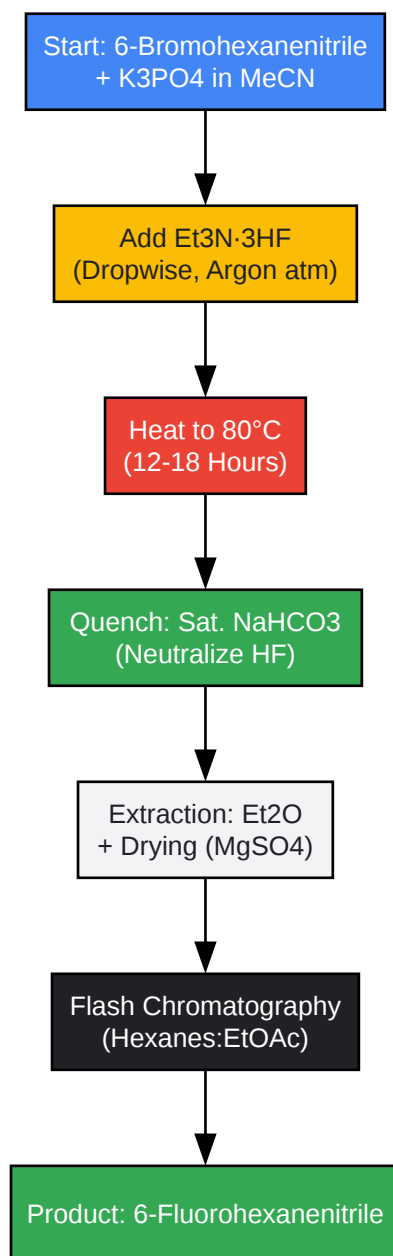 Start: 6-Bromohexanenitrile
+ K3PO4 in MeCN
Add Et3N·3HF
(Dropwise, Argon atm)
Heat to 80°C
(12-18 Hours)
Quench: Sat. NaHCO3
(Neutralize HF)
Extraction: Et2O
+ Drying (MgSO4)
Flash Chromatography
(Hexanes:EtOAc)
Product: 6-Fluorohexanenitrile